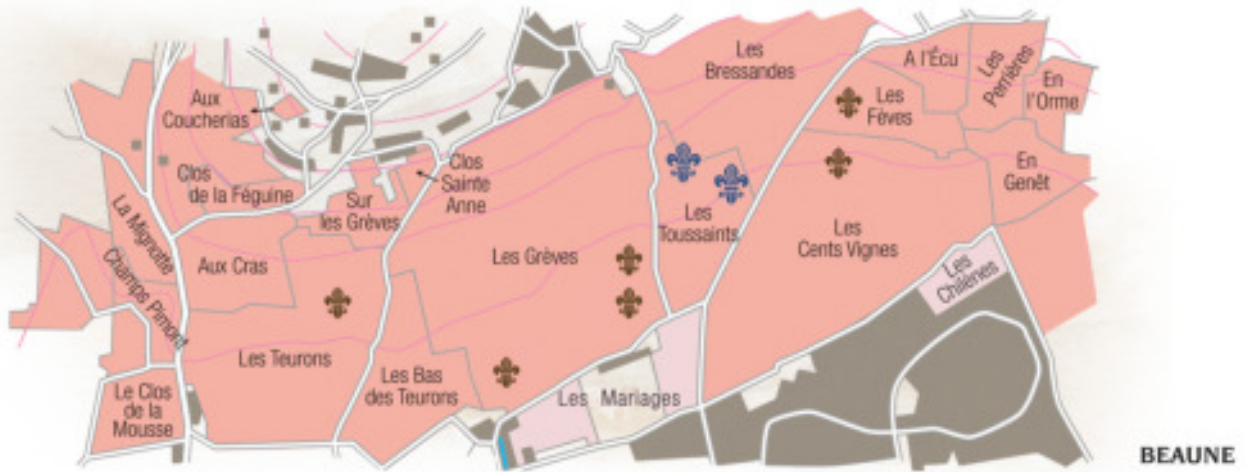 Les
Bressandes
A l'Écu
Les
Perrières
En
l'Orme
Aux
Coucherias
Les
Fèves
Clos
de la Féguine
Clos
Sainte
Anne
En
Genêt
Sur
les Grèves
La Mignotte
Les
Toussaints
Les
Cents Vignes
Champs Pimont
Aux Cras
Les Grèves
Les
Chilènes
Les Teurons
Les Bas
des Teurons
Le Clos
de la
Mousse
Les Mariages
BEAUNE